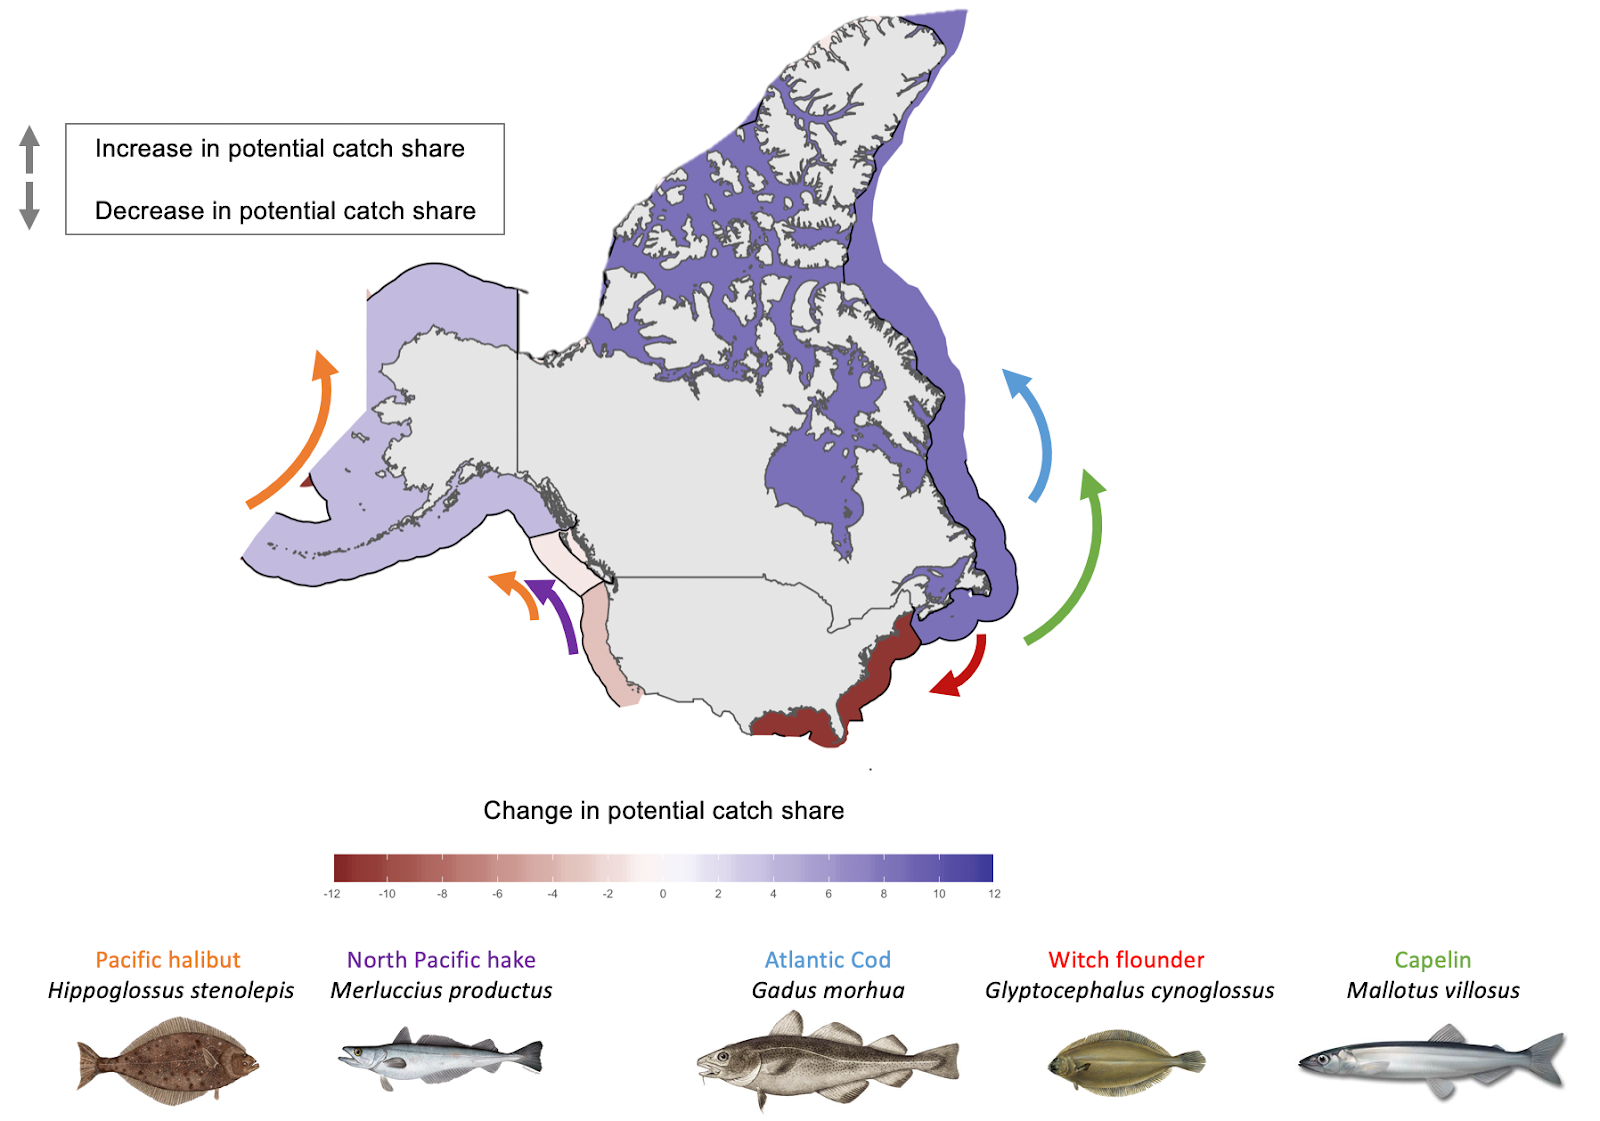 Increase in potential catch share
Decrease in potential catch share
Change in potential catch share
-12 -10 -8 -6 -4 -2 0 2 4 6 8 10 12
Pacific halibut
Hippoglossus stenolepis
North Pacific hake
Merluccius productus
Atlantic Cod
Gadus morhua
Witch flounder
Glyptocephalus cynoglossus
Capelin
Mallotus villosus